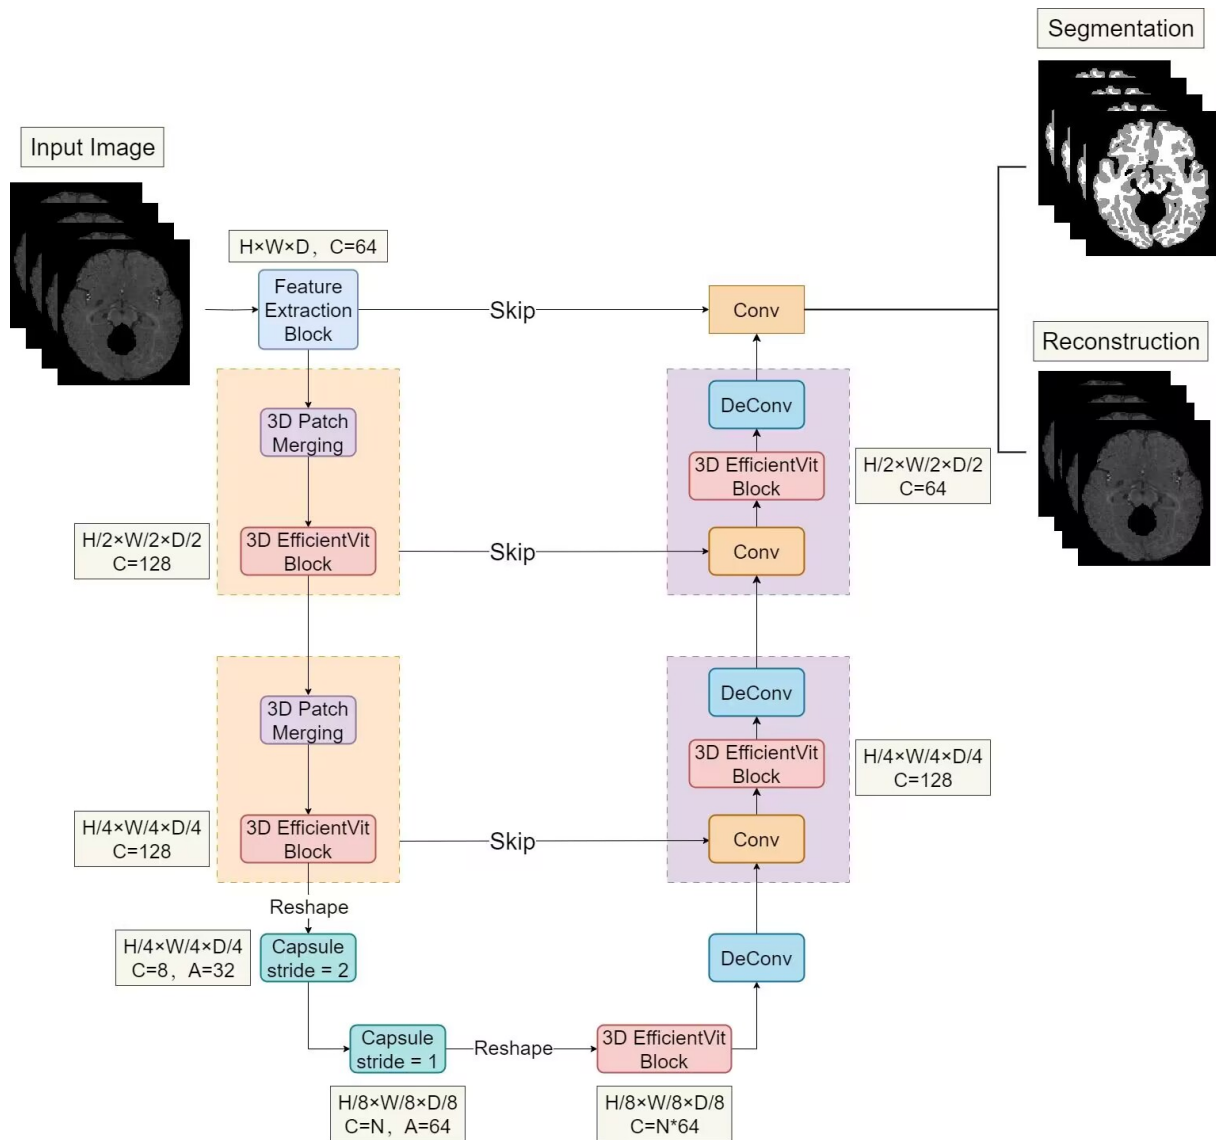 Segmentation
Input Image
H×W×D, C=64
Feature
Extraction
Block
Skip
Conv
Reconstruction
3D Patch
Merging
DeConv
3D EfficientVit
Block
H/2×W/2×D/2
C=64
H/2×W/2×D/2
C=128
3D EfficientVit
Block
Skip
Conv
3D Patch
Merging
DeConv
3D EfficientVit
Block
H/4×W/4×D/4
C=128
H/4×W/4×D/4
C=128
3D EfficientVit
Block
Skip
Conv
Reshape
H/4×W/4×D/4
C=8, A=32
Capsule
stride = 2
DeConv
Capsule
stride = 1
Reshape
3D EfficientVit
Block
H/8×W/8×D/8
C=N, A=64
H/8×W/8×D/8
C=N*64